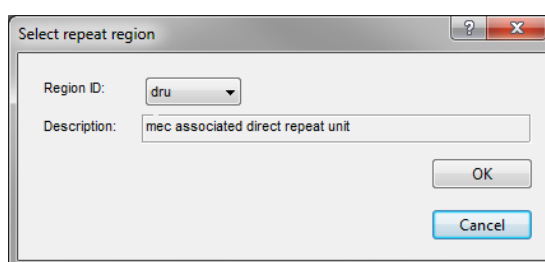 Select repeat region
?
Region ID: dru
Description: mec associated direct repeat unit
OK
Cancel